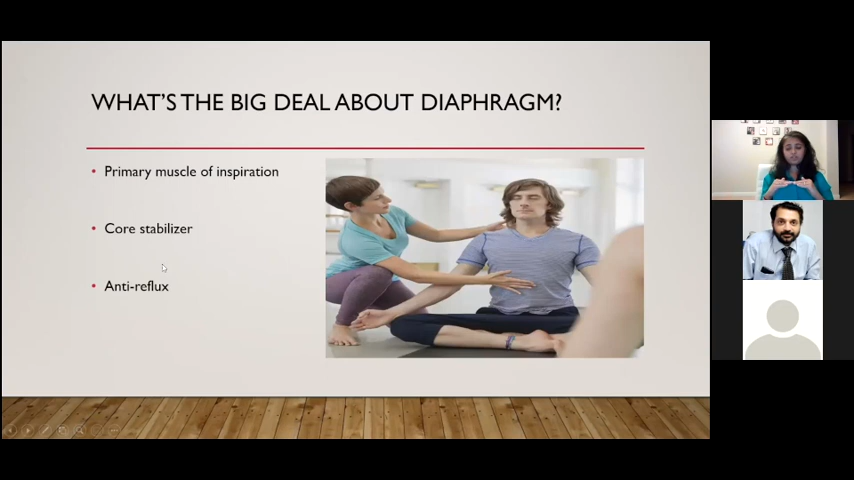 WHAT'S THE BIG DEAL ABOUT DIAPHRAGM?
• Primary muscle of inspiration
• Core stabilizer
• Anti-reflux